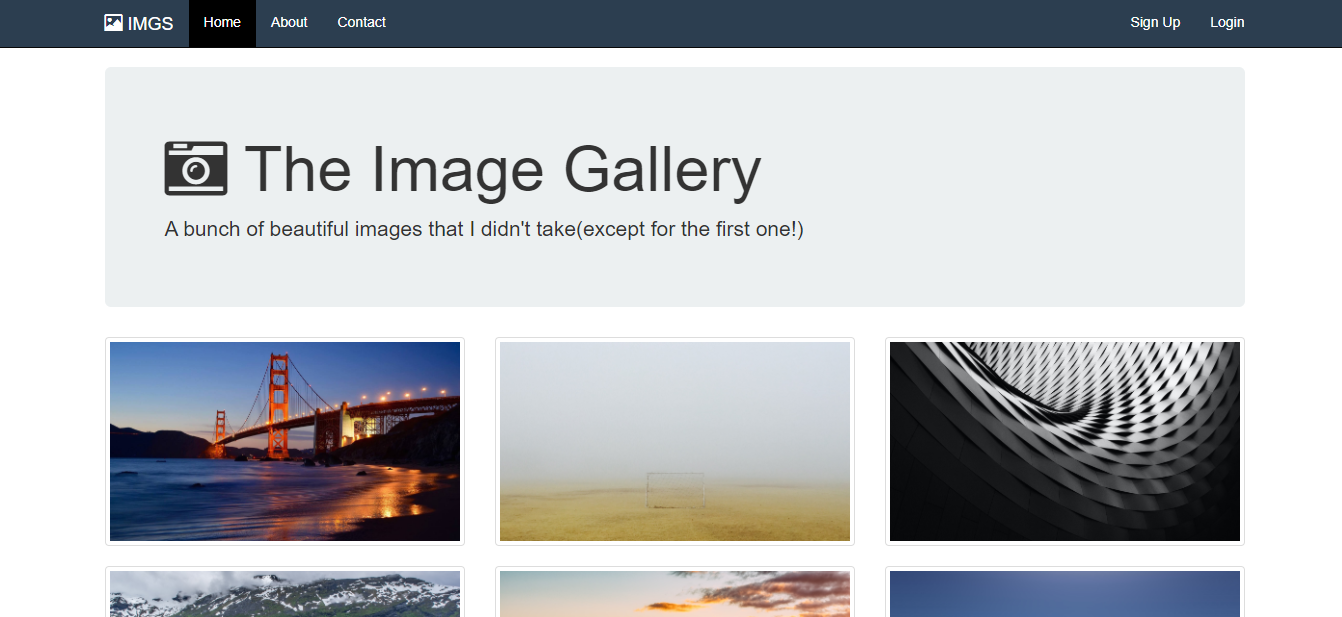 IMGS Home About Contact Sign Up Login
The Image Gallery
A bunch of beautiful images that I didn't take(except for the first one!)